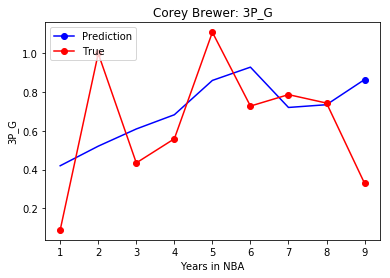 Corey Brewer: 3P_G
Prediction
True
1.0
0.8
0.6
0.4
0.2
3P_G
1 2 3 4 5 6 7 8 9
Years in NBA